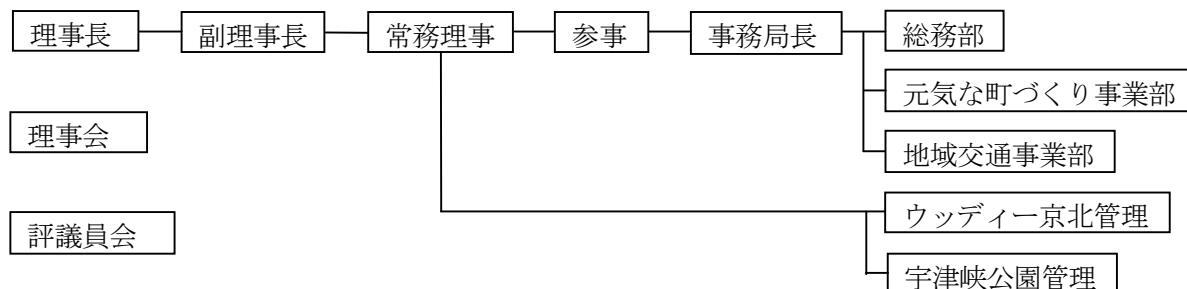 理事長
副理事長
常務理事
参事
事務局長
総務部
元気な町づくり事業部
理事会
地域交通事業部
評議員会
ウッディー京北管理
宇津峡公園管理